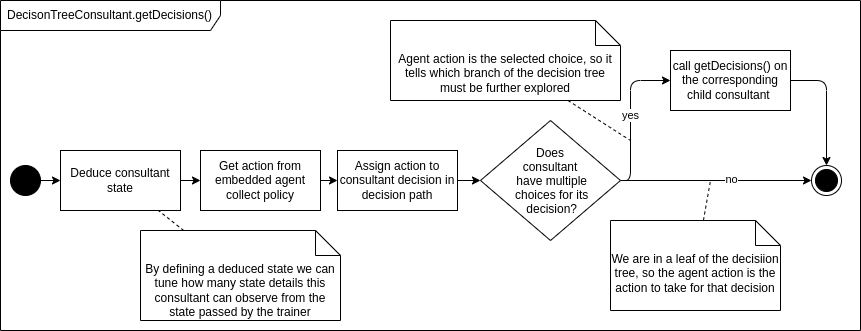 DecisonTreeConsultant.getDecisions()
Agent action is the selected choice, so it
tells which branch of the decision tree
must be further explored
call getDecisions() on
the corresponding
child consultant
yes
Deduce consultant
state
Get action from
embedded agent
collect policy
Assign action to
consultant decision in
decision path
Does
consultant
have multiple
choices for its
decision?
no
By defining a deduced state we can
tune how many state details this
consultant can observe from the
state passed by the trainer
We are in a leaf of the decisiion
tree, so the agent action is the
action to take for that decision